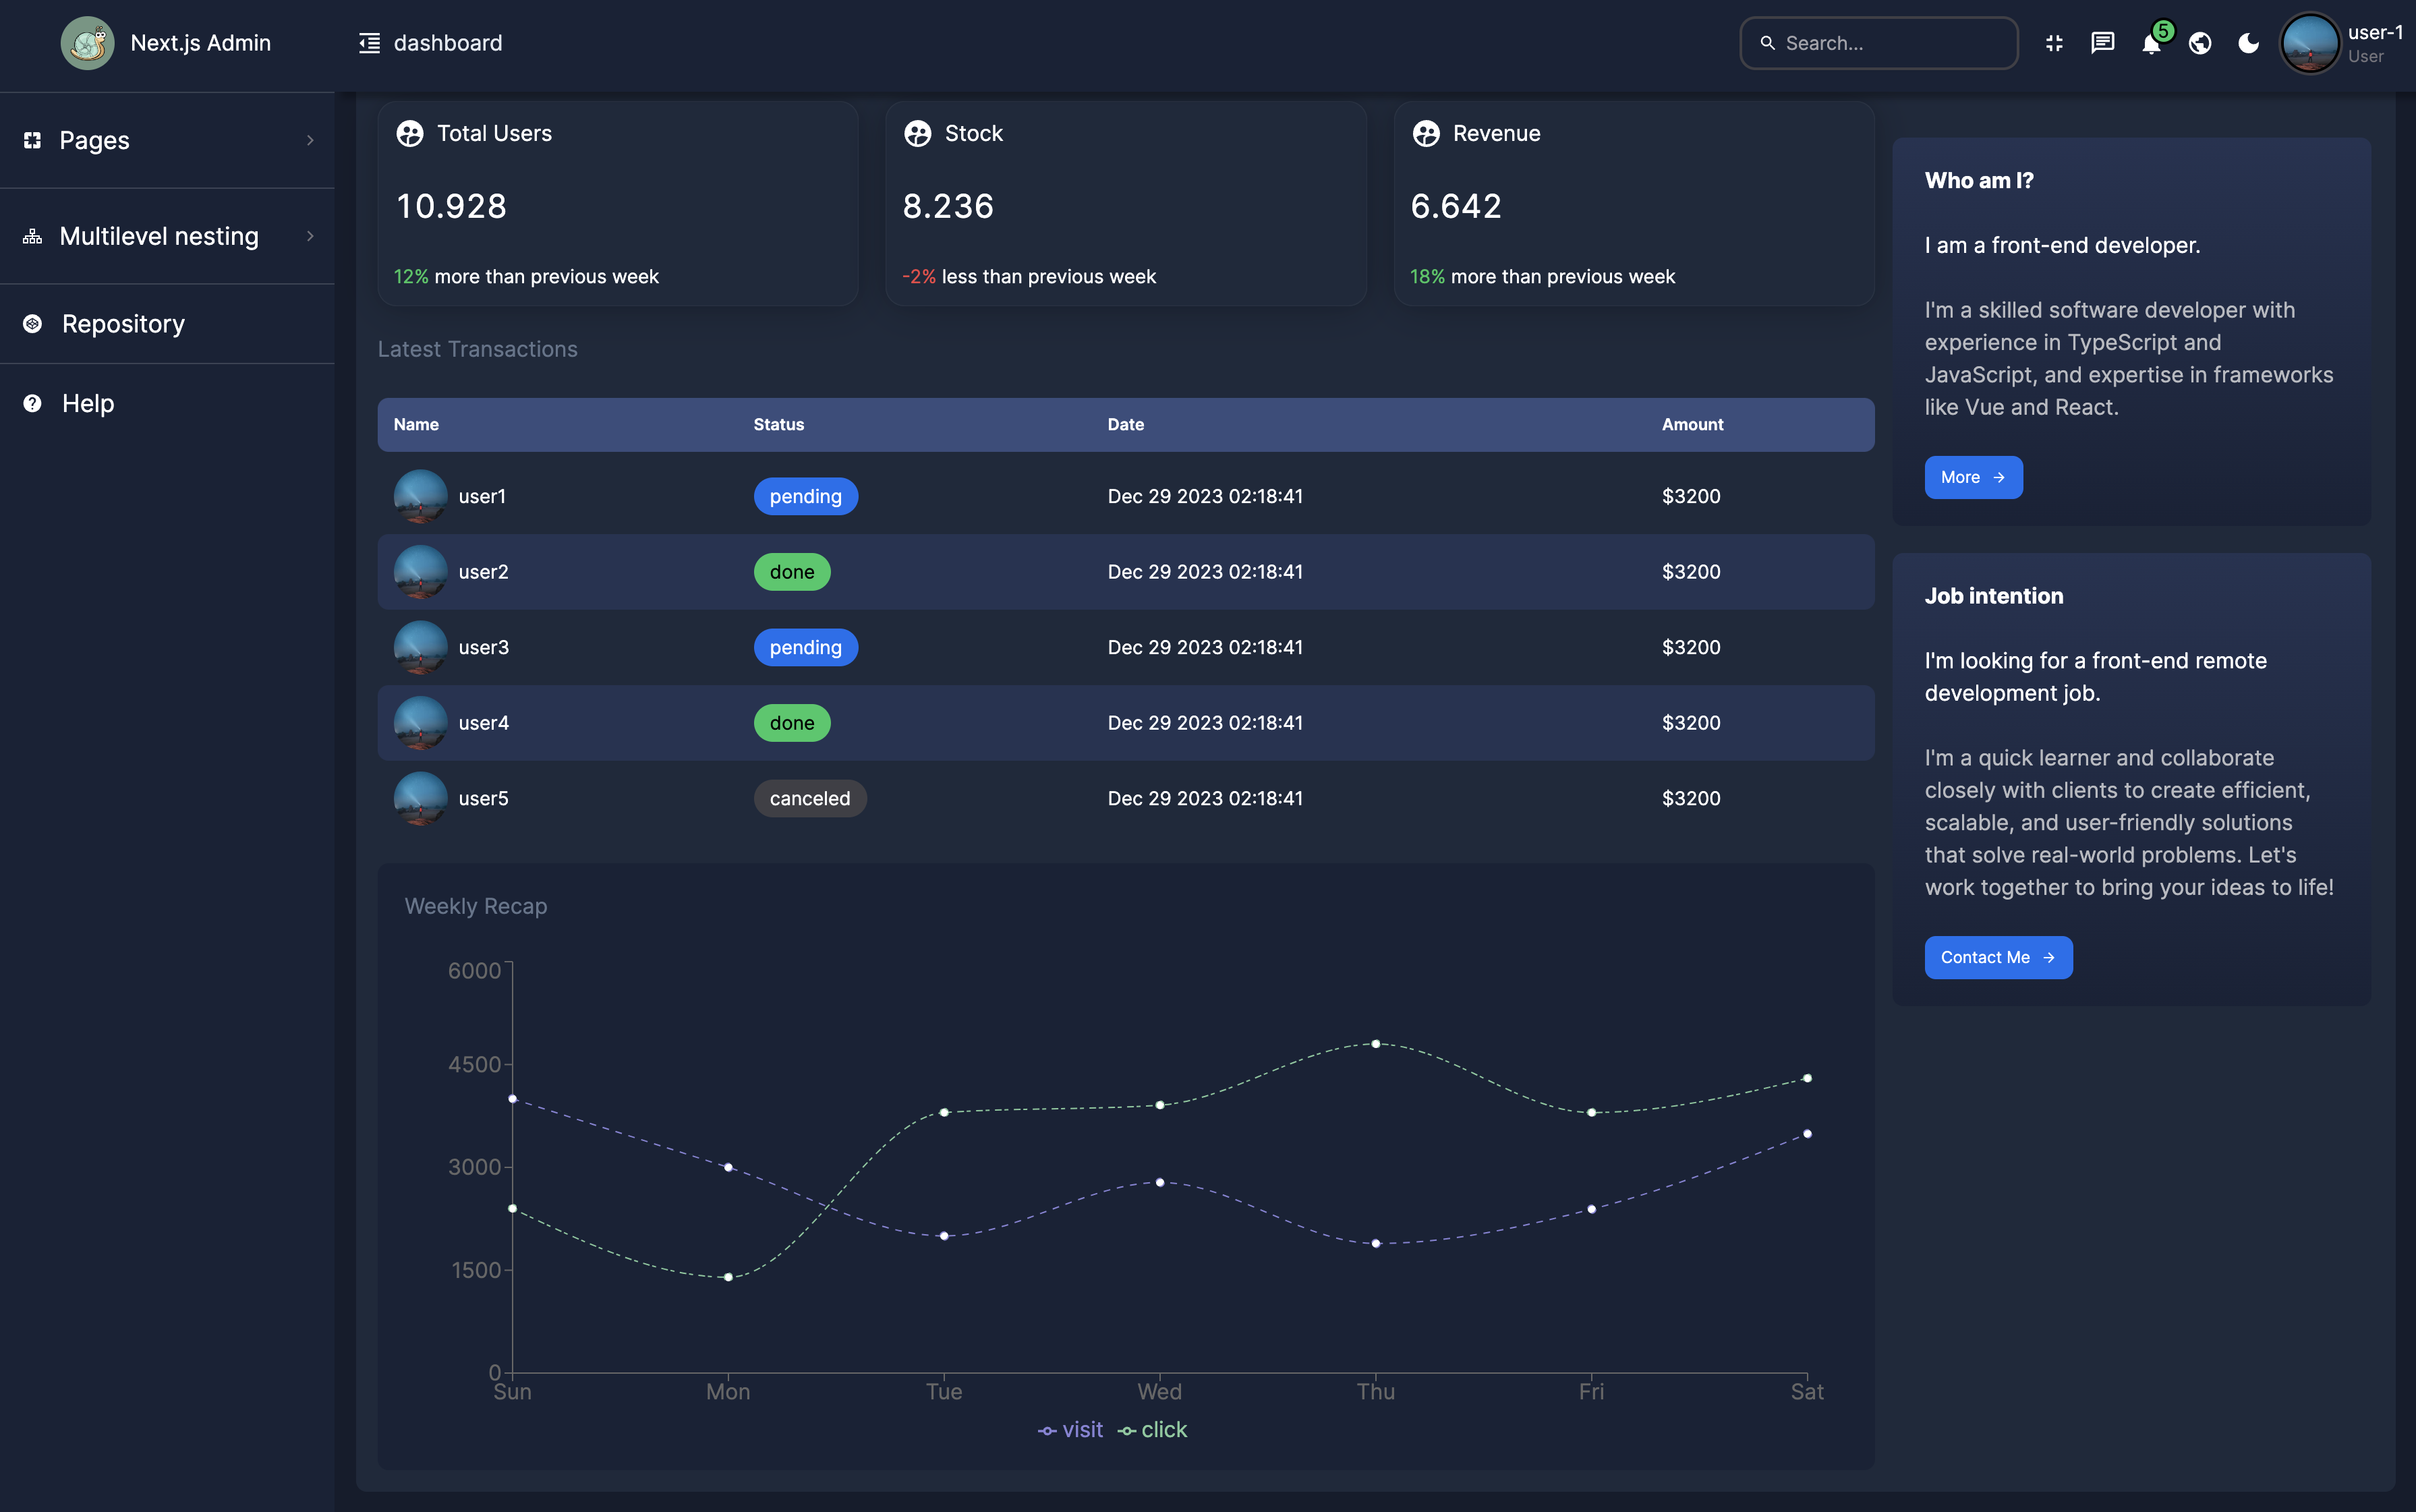 Next.js Admin
dashboard
Search...
5
user-1
User
Pages
Multilevel nesting
Repository
Help
Total Users
10.928
12% more than previous week
Stock
8.236
-2% less than previous week
Revenue
6.642
18% more than previous week
Latest Transactions
Name Status Date Amount
user1 pending Dec 29 2023 02:18:41 $3200
user2 done Dec 29 2023 02:18:41 $3200
user3 pending Dec 29 2023 02:18:41 $3200
user4 done Dec 29 2023 02:18:41 $3200
user5 canceled Dec 29 2023 02:18:41 $3200
Weekly Recap
6000
4500
3000
1500
0
Sun Mon Tue Wed Thu Fri Sat
visit click
Who am I?
I am a front-end developer.
I'm a skilled software developer with
experience in TypeScript and
JavaScript, and expertise in frameworks
like Vue and React.
More
Job intention
I'm looking for a front-end remote
development job.
I'm a quick learner and collaborate
closely with clients to create efficient,
scalable, and user-friendly solutions
that solve real-world problems. Let's
work together to bring your ideas to life!
Contact Me